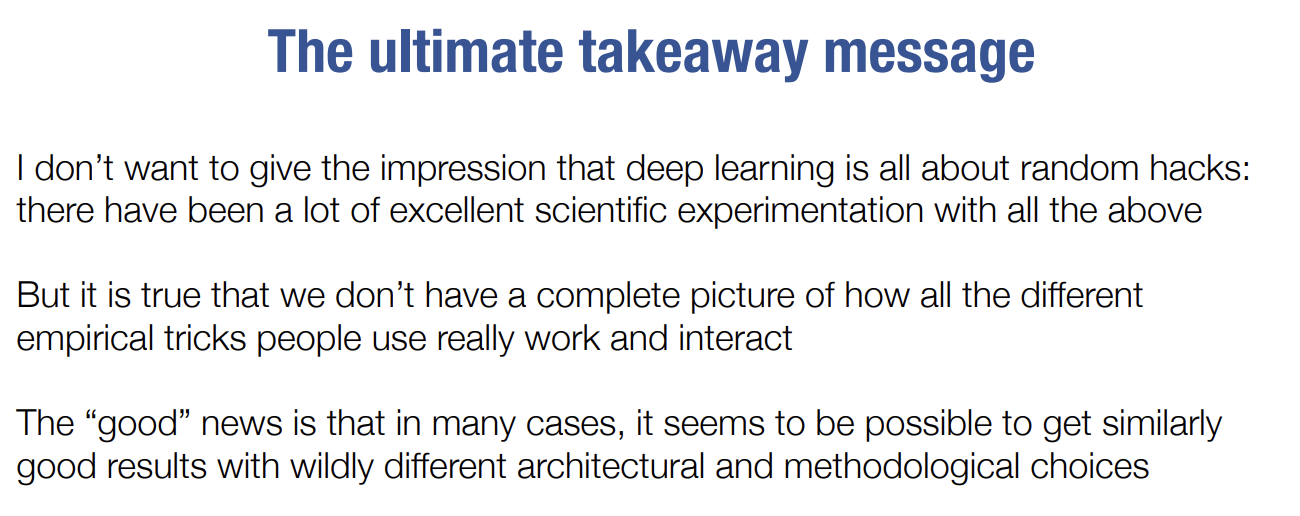 The ultimate takeaway message
I don’t want to give the impression that deep learning is all about random hacks:
there have been a lot of excellent scientific experimentation with all the above
But it is true that we don’t have a complete picture of how all the different
empirical tricks people use really work and interact
The “good” news is that in many cases, it seems to be possible to get similarly
good results with wildly different architectural and methodological choices